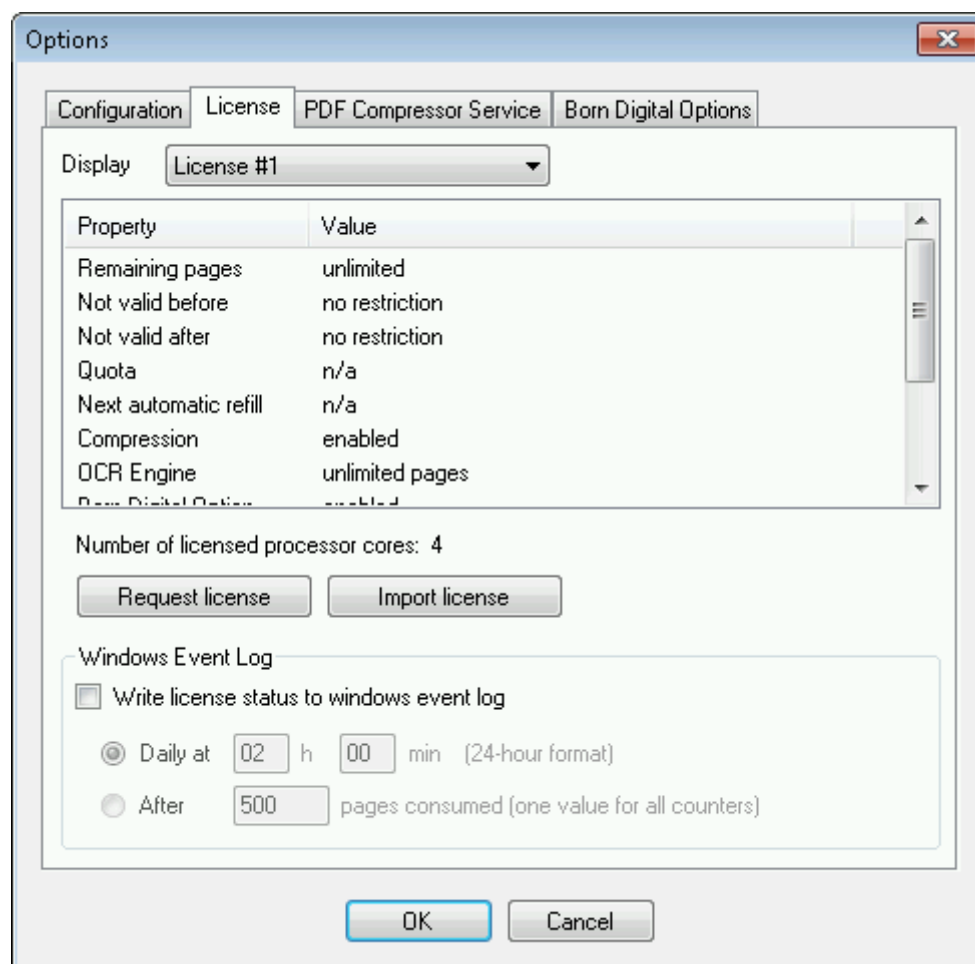 Options
Configuration License PDF Compressor Service Born Digital Options
Display License #1
Property Value
Remaining pages unlimited
Not valid before no restriction
Not valid after no restriction
Quota n/a
Next automatic refill n/a
Compression enabled
OCR Engine unlimited pages
Born Digital Option enabled
Number of licensed processor cores: 4
Request license Import license
Windows Event Log
Write license status to windows event log
Daily at 02 h 00 min (24-hour format)
After 500 pages consumed (one value for all counters)
OK Cancel